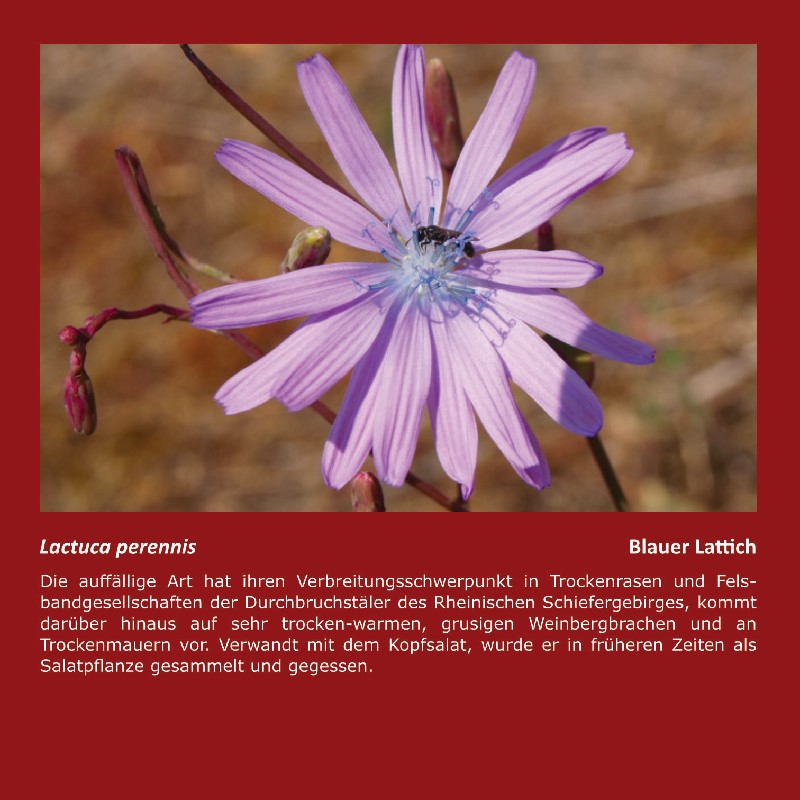 Lactuca perennis Blauer Lattich
Die auffällige Art hat ihren Verbreitungsschwerpunkt in Trockenrasen und Fels-
bandgesellschaften der Durchbruchstäler des Rheinischen Schiefergebirges, kommt
darüber hinaus auf sehr trocken-warmen, grusigen Weinbergbrachen und an
Trockenmauern vor. Verwandt mit dem Kopfsalat, wurde er in früheren Zeiten als
Salatpflanze gesammelt und gegessen.